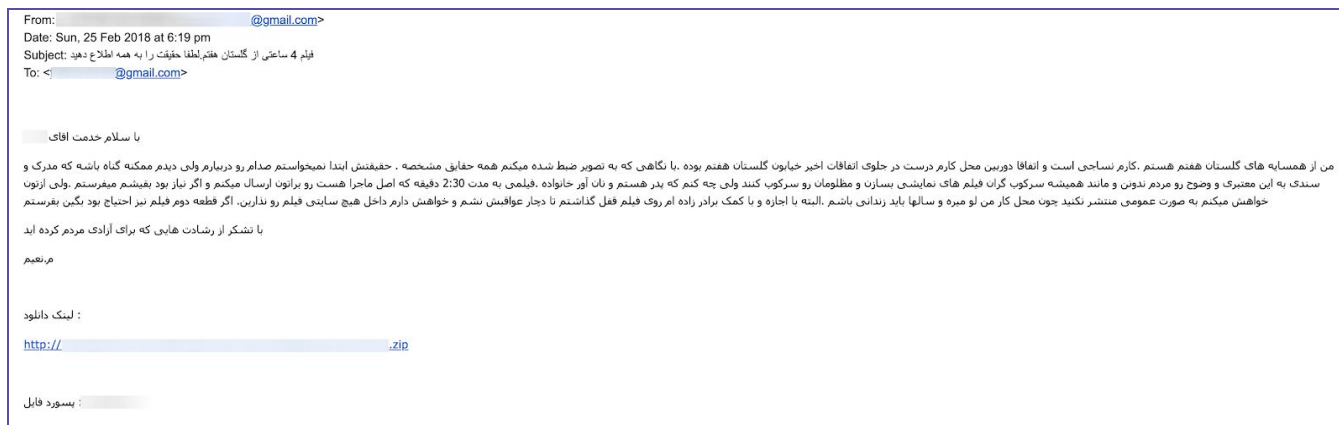 From: @gmail.com>
Date: Sun, 25 Feb 2018 at 6:19 pm
Subject: فیلم 4 ساعتی از گلستان هفتم.لطفا حقیقت را به همه اطلاع دهید
To: < @gmail.com>
با سلام خدمت اقای
من از همسایه های گلستان هفتم هستم .کارم نساجی است و اتفاقا دوربین محل کارم درست در جلوی اتفاقات اخیر خیابون گلستان هفتم بوده .با نگاهی که به تصویر ضبط شده میکنم همه حقایق مشخصه . حقیقتش ابتدا نمیخواستم صدام رو دربیارم ولی دیدم ممکنه گناه باشه که مدرک و
سندی به این معتبری و وضوح رو مردم ندونن و مانند همیشه سرکوب گران فیلم های نمایشی بسازن و مظلومان رو سرکوب کنند ولی چه کنم که پدر هستم و نان آور خانواده .فیلمی به مدت 2:30 دقیقه که اصل ماجرا هست رو براتون ارسال میکنم و اگر نیاز بود بقیشم میفرستم .ولی ازتون
خواهش میکنم به صورت عمومی منتشر نکنید چون محل کار من لو میره و سالها باید زندانی باشم .البته با اجازه و با کمک برادر زاده ام روی فیلم قفل گذاشتم تا دچار عواقبش نشم و خواهش دارم داخل هیچ سایتی فیلم رو نذارین. اگر قطعه دوم فیلم نیز احتیاج بود بگین بفرستم
با تشکر از رشادت هایی که برای آزادی مردم کرده اید
م.نعیم
لینک دانلود :
http:// .zip
پسورد فایل :